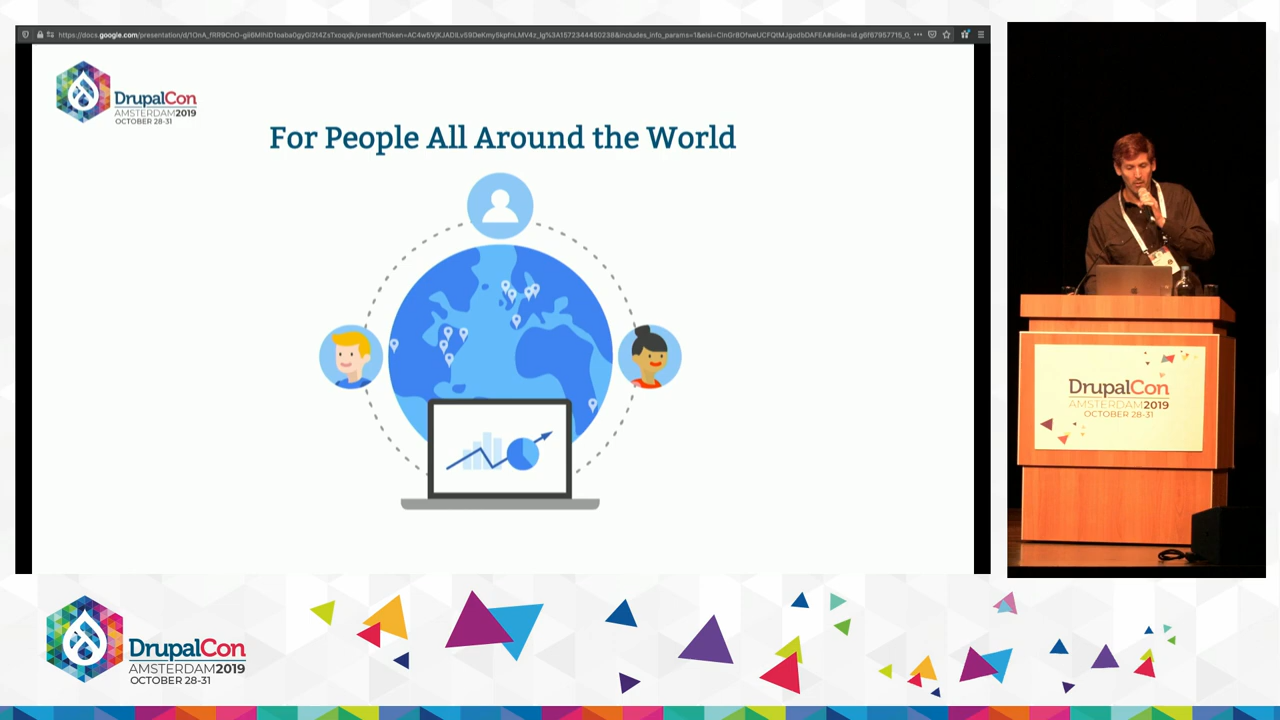 DrupalCon
AMSTERDAM2019
OCTOBER 28-31
For People All Around the World
DrupalCon
AMSTERDAM2019
OCTOBER 28-31
DrupalCon
AMSTERDAM2019
OCTOBER 28-31